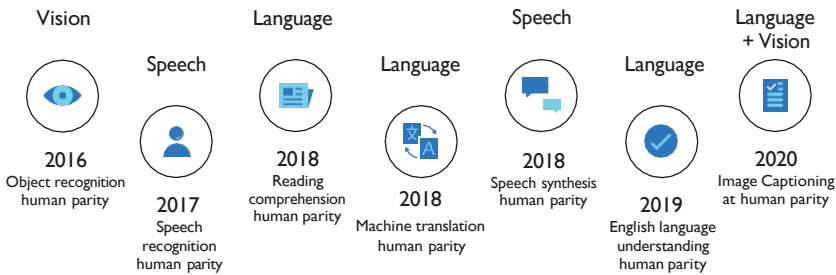 Vision
2016
Object recognition
human parity
Speech
2017
Speech
recognition
human parity
Language
2018
Reading
comprehension
human parity
Language
文
A
2018
Machine translation
human parity
Speech
2018
Speech synthesis
human parity
Language
2019
English language
understanding
human parity
Language
+ Vision
2020
Image Captioning
at human parity